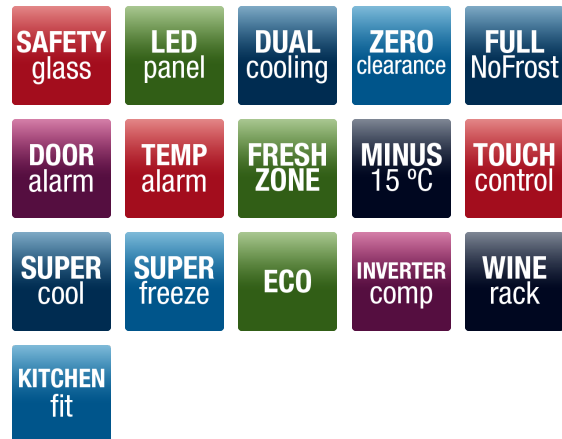 SAFETY
glass
LED
panel
DUAL
cooling
ZERO
clearance
FULL
NoFrost
DOOR
alarm
TEMP
alarm
FRESH
ZONE
MINUS
15 ºC
TOUCH
control
SUPER
cool
SUPER
freeze
ECO
INVERTER
comp
WINE
rack
KITCHEN
fit